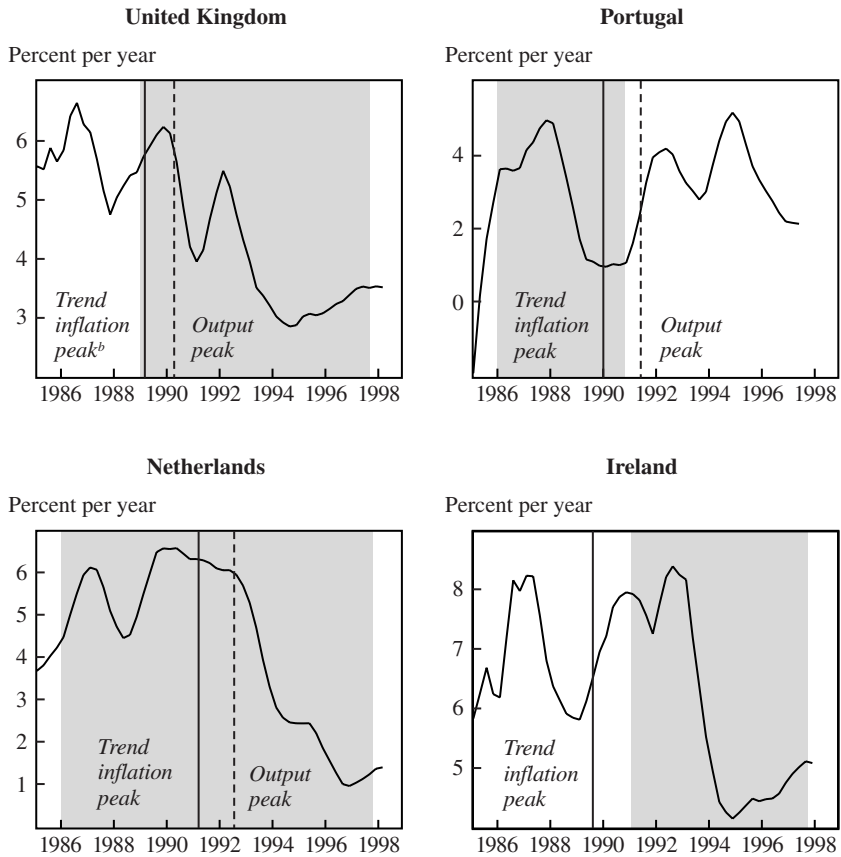 United Kingdom
Percent per year
6
5
4
3
Trend
inflation
peakᵇ
Output
peak
1986 1988 1990 1992 1994 1996 1998
Portugal
Percent per year
4
2
0
Trend
inflation
peak
Output
peak
1986 1988 1990 1992 1994 1996 1998
Netherlands
Percent per year
6
5
4
3
2
1
Trend
inflation
peak
Output
peak
1986 1988 1990 1992 1994 1996 1998
Ireland
Percent per year
8
7
6
5
Trend
inflation
peak
1986 1988 1990 1992 1994 1996 1998